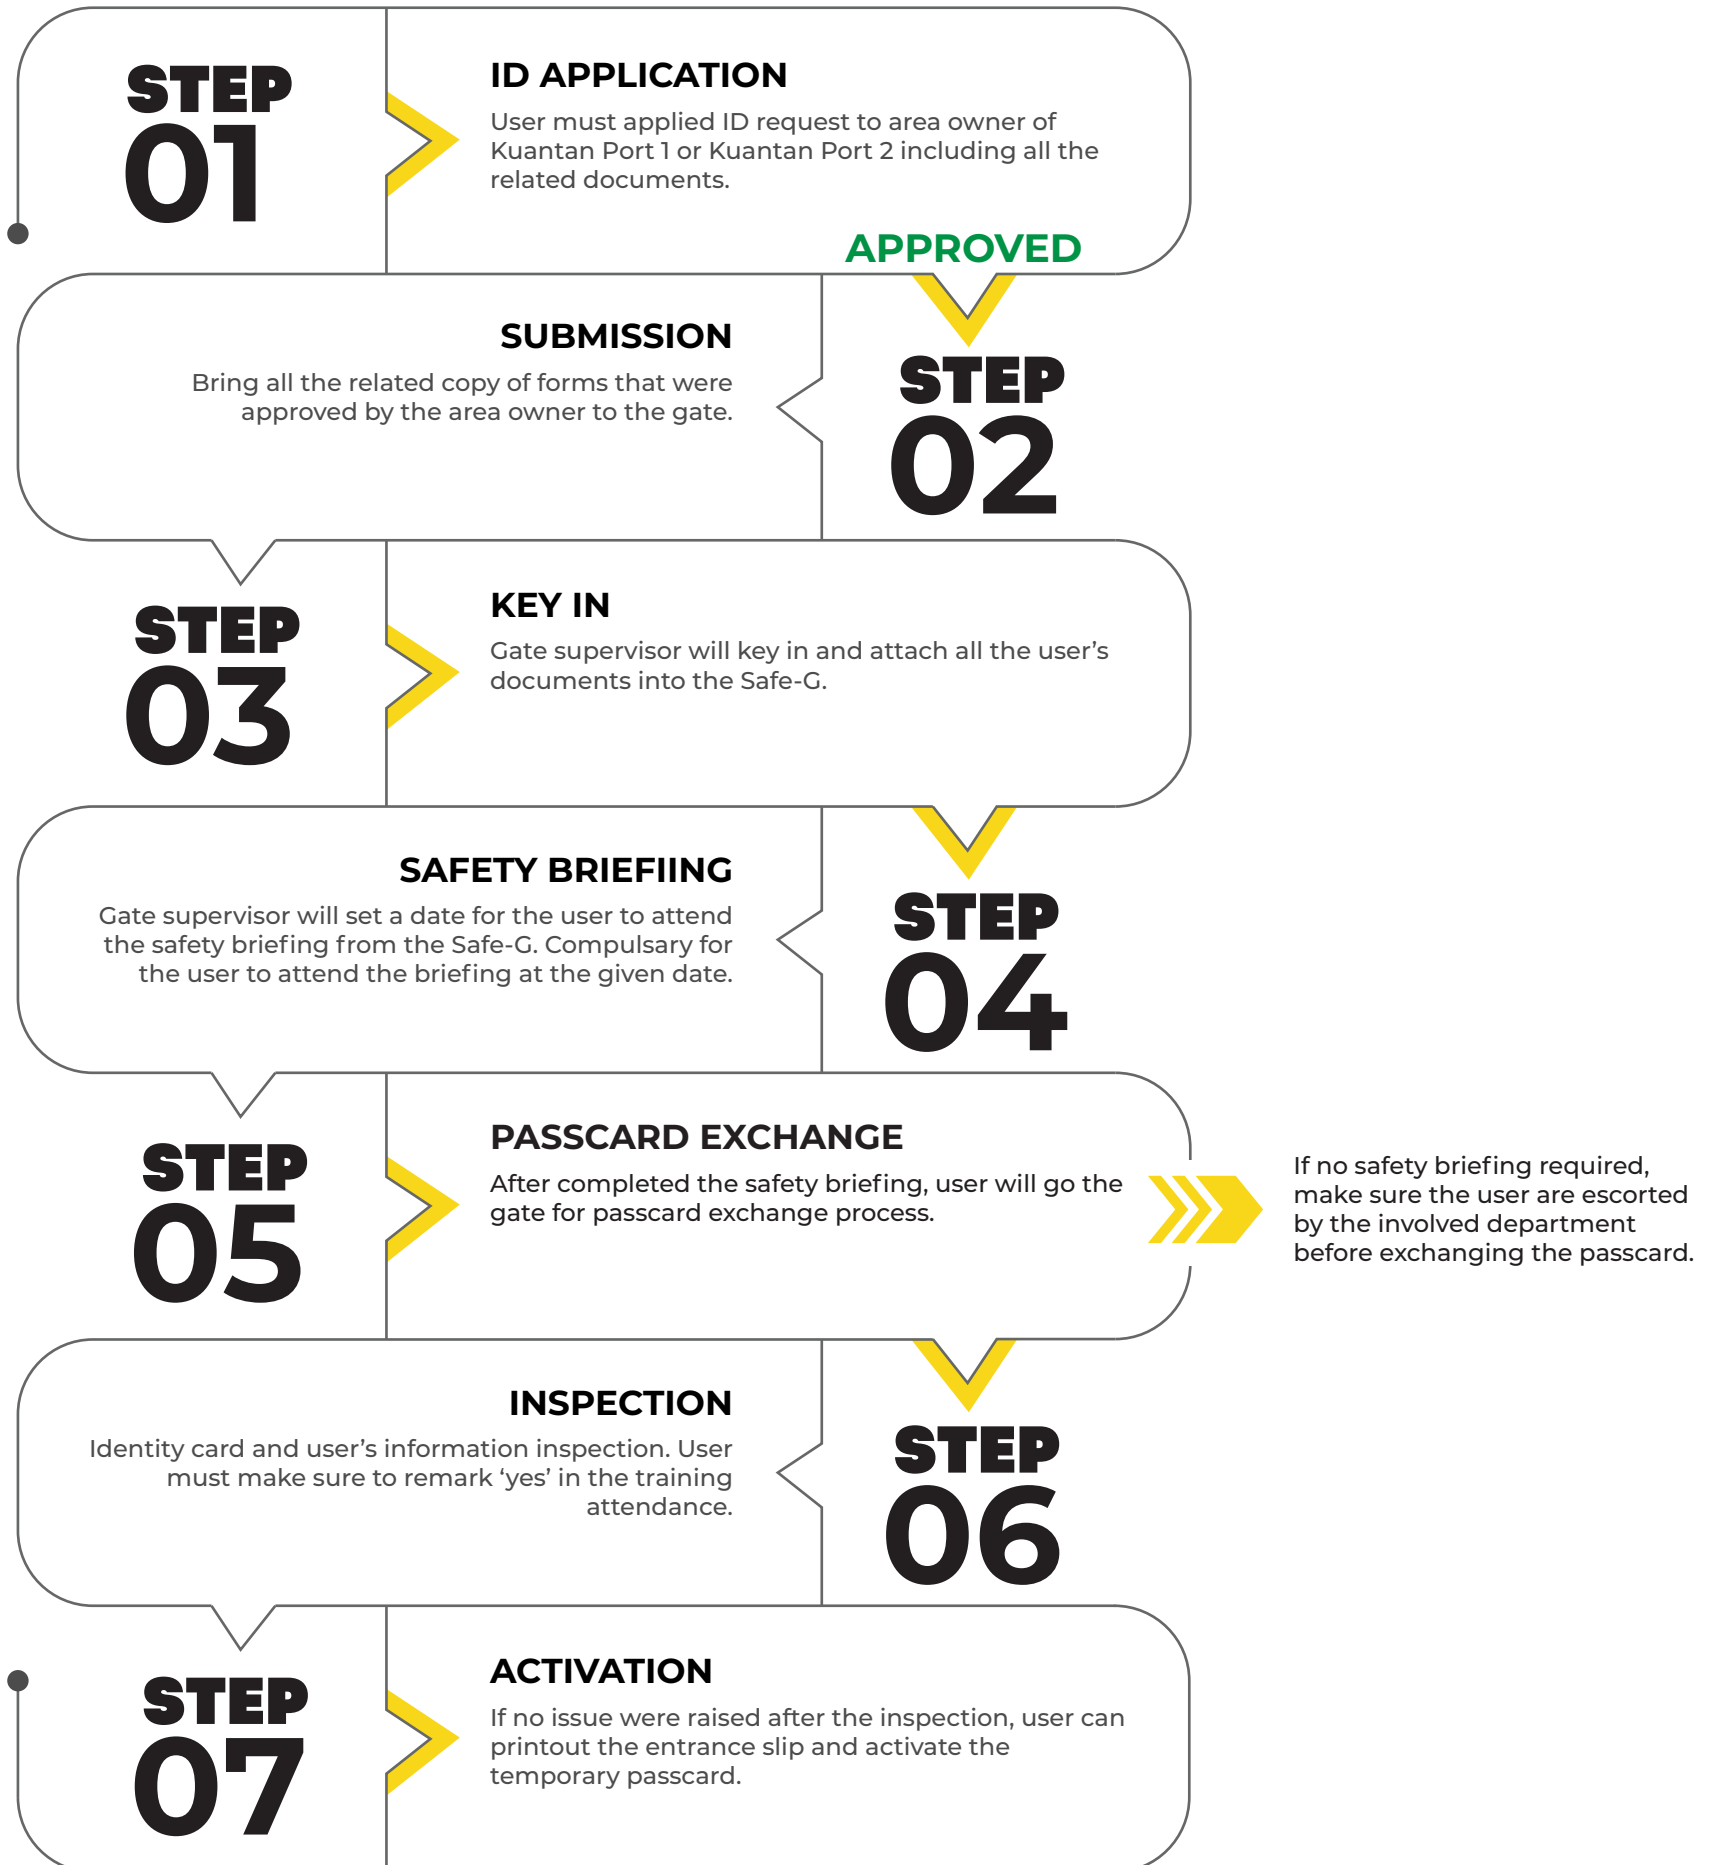 STEP
01
ID APPLICATION
User must applied ID request to area owner of
Kuantan Port 1 or Kuantan Port 2 including all the
related documents.
APPROVED
STEP
02
SUBMISSION
Bring all the related copy of forms that were
approved by the area owner to the gate.
STEP
03
KEY IN
Gate supervisor will key in and attach all the user’s
documents into the Safe-G.
STEP
04
SAFETY BRIEFIING
Gate supervisor will set a date for the user to attend
the safety briefing from the Safe-G. Compulsary for
the user to attend the briefing at the given date.
STEP
05
PASSCARD EXCHANGE
After completed the safety briefing, user will go the
gate for passcard exchange process.
If no safety briefing required,
make sure the user are escorted
by the involved department
before exchanging the passcard.
STEP
06
INSPECTION
Identity card and user’s information inspection. User
must make sure to remark ‘yes’ in the training
attendance.
STEP
07
ACTIVATION
If no issue were raised after the inspection, user can
printout the entrance slip and activate the
temporary passcard.